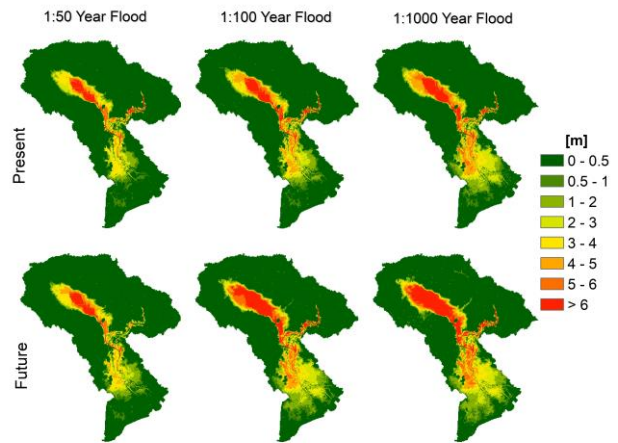 1:50 Year Flood
1:100 Year Flood
1:1000 Year Flood
Present
Future
[m]
0 - 0.5
0.5 - 1
1 - 2
2 - 3
3 - 4
4 - 5
5 - 6
> 6